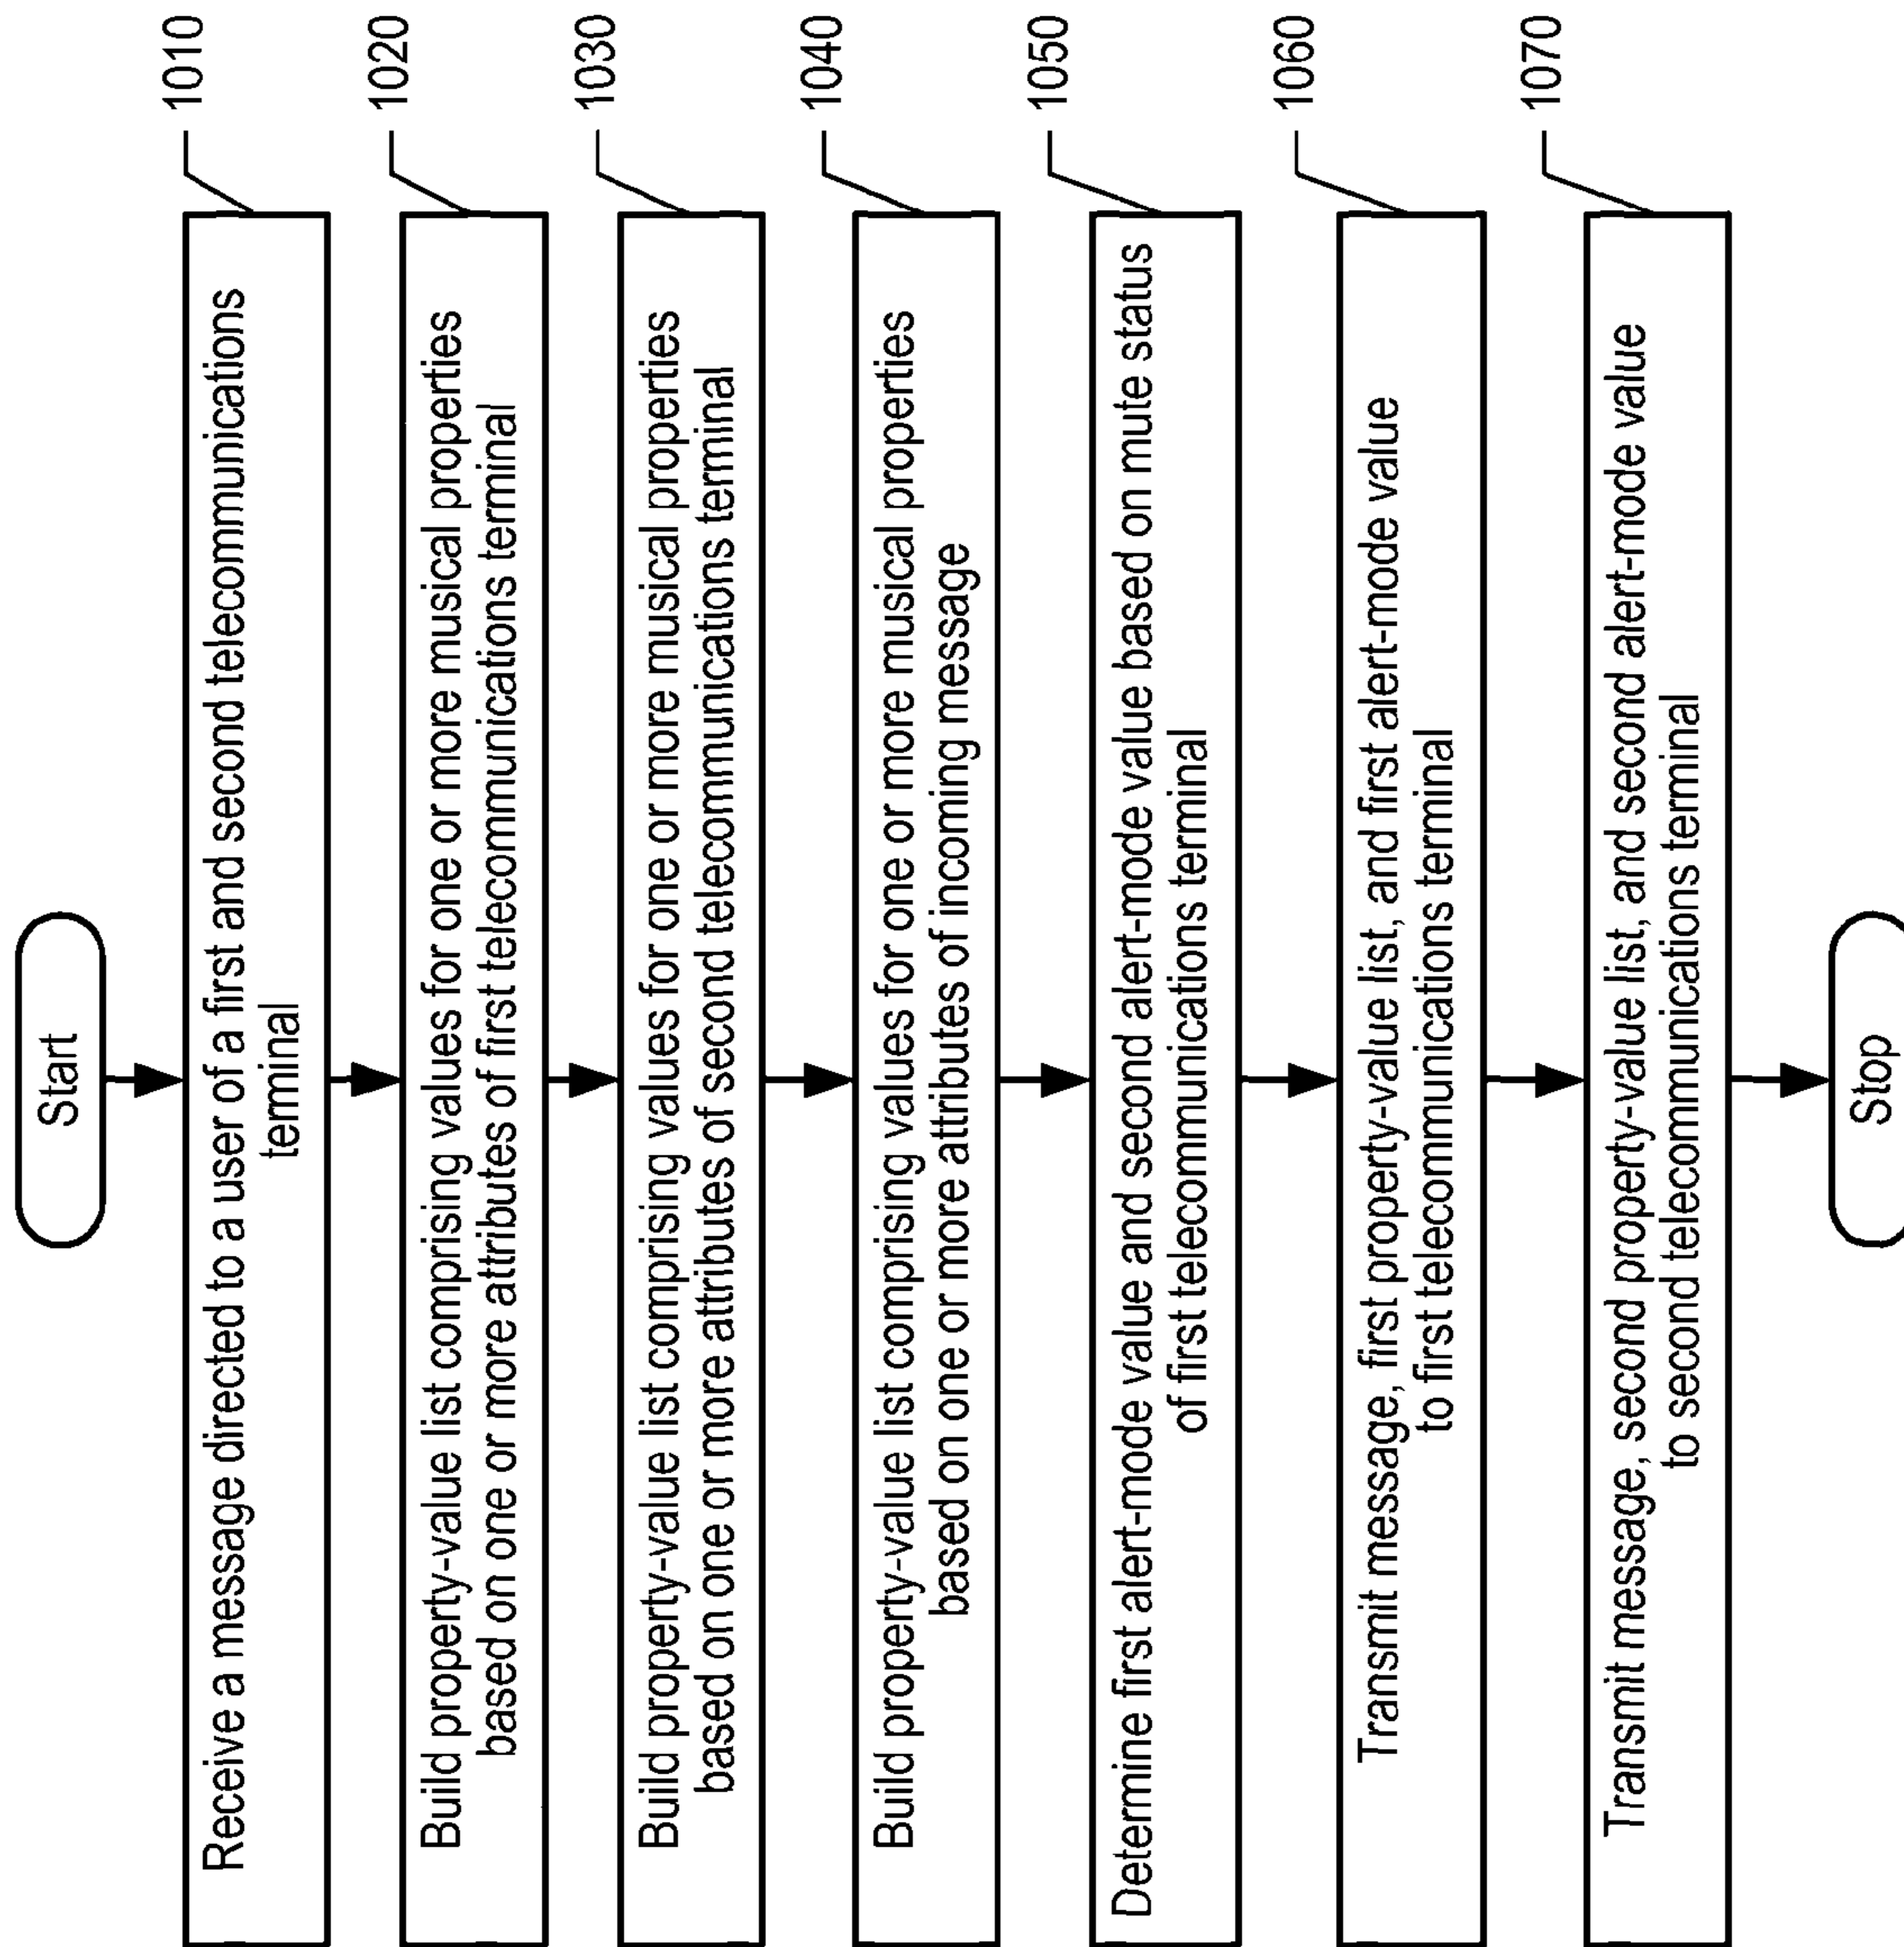 Start
Receive a message directed to a user of a first and second telecommunications
terminal
1010
Build property-value list comprising values for one or more musical properties
based on one or more attributes of first telecommunications terminal
1020
Build property-value list comprising values for one or more musical properties
based on one or more attributes of second telecommunications terminal
1030
Build property-value list comprising values for one or more musical properties
based on one or more attributes of incoming message
1040
Determine first alert-mode value and second alert-mode value based on mute status
of first telecommunications terminal
1050
Transmit message, first property-value list, and first alert-mode value
to first telecommunications terminal
1060
Transmit message, second property-value list, and second alert-mode value
to second telecommunications terminal
1070
Stop